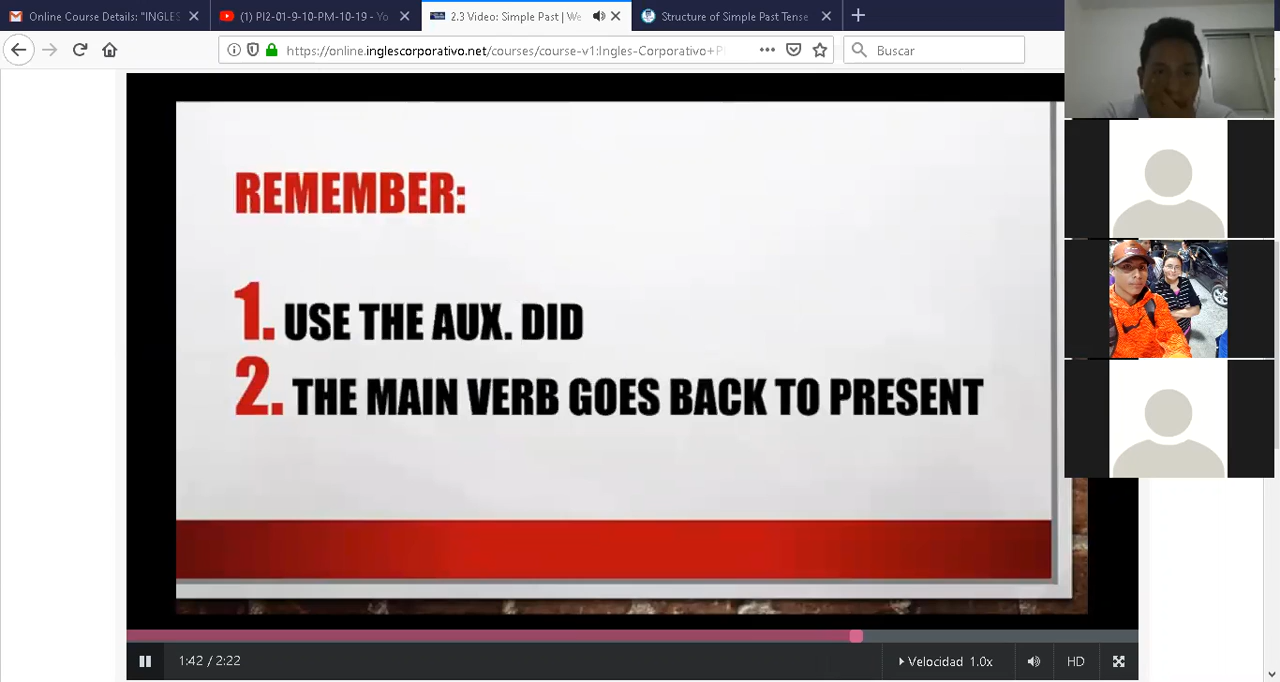 Online Course Details: "INGLES
(1) PI2-01-9-10-PM-10-19 - Yo
2.3 Video: Simple Past | We
Structure of Simple Past Tense
https://online.inglescorporativo.net/courses/course-v1:Ingles-Corporativo+P
Buscar
REMEMBER:
1. USE THE AUX. DID
2. THE MAIN VERB GOES BACK TO PRESENT
1:42 / 2:22
Velocidad 1.0x
HD